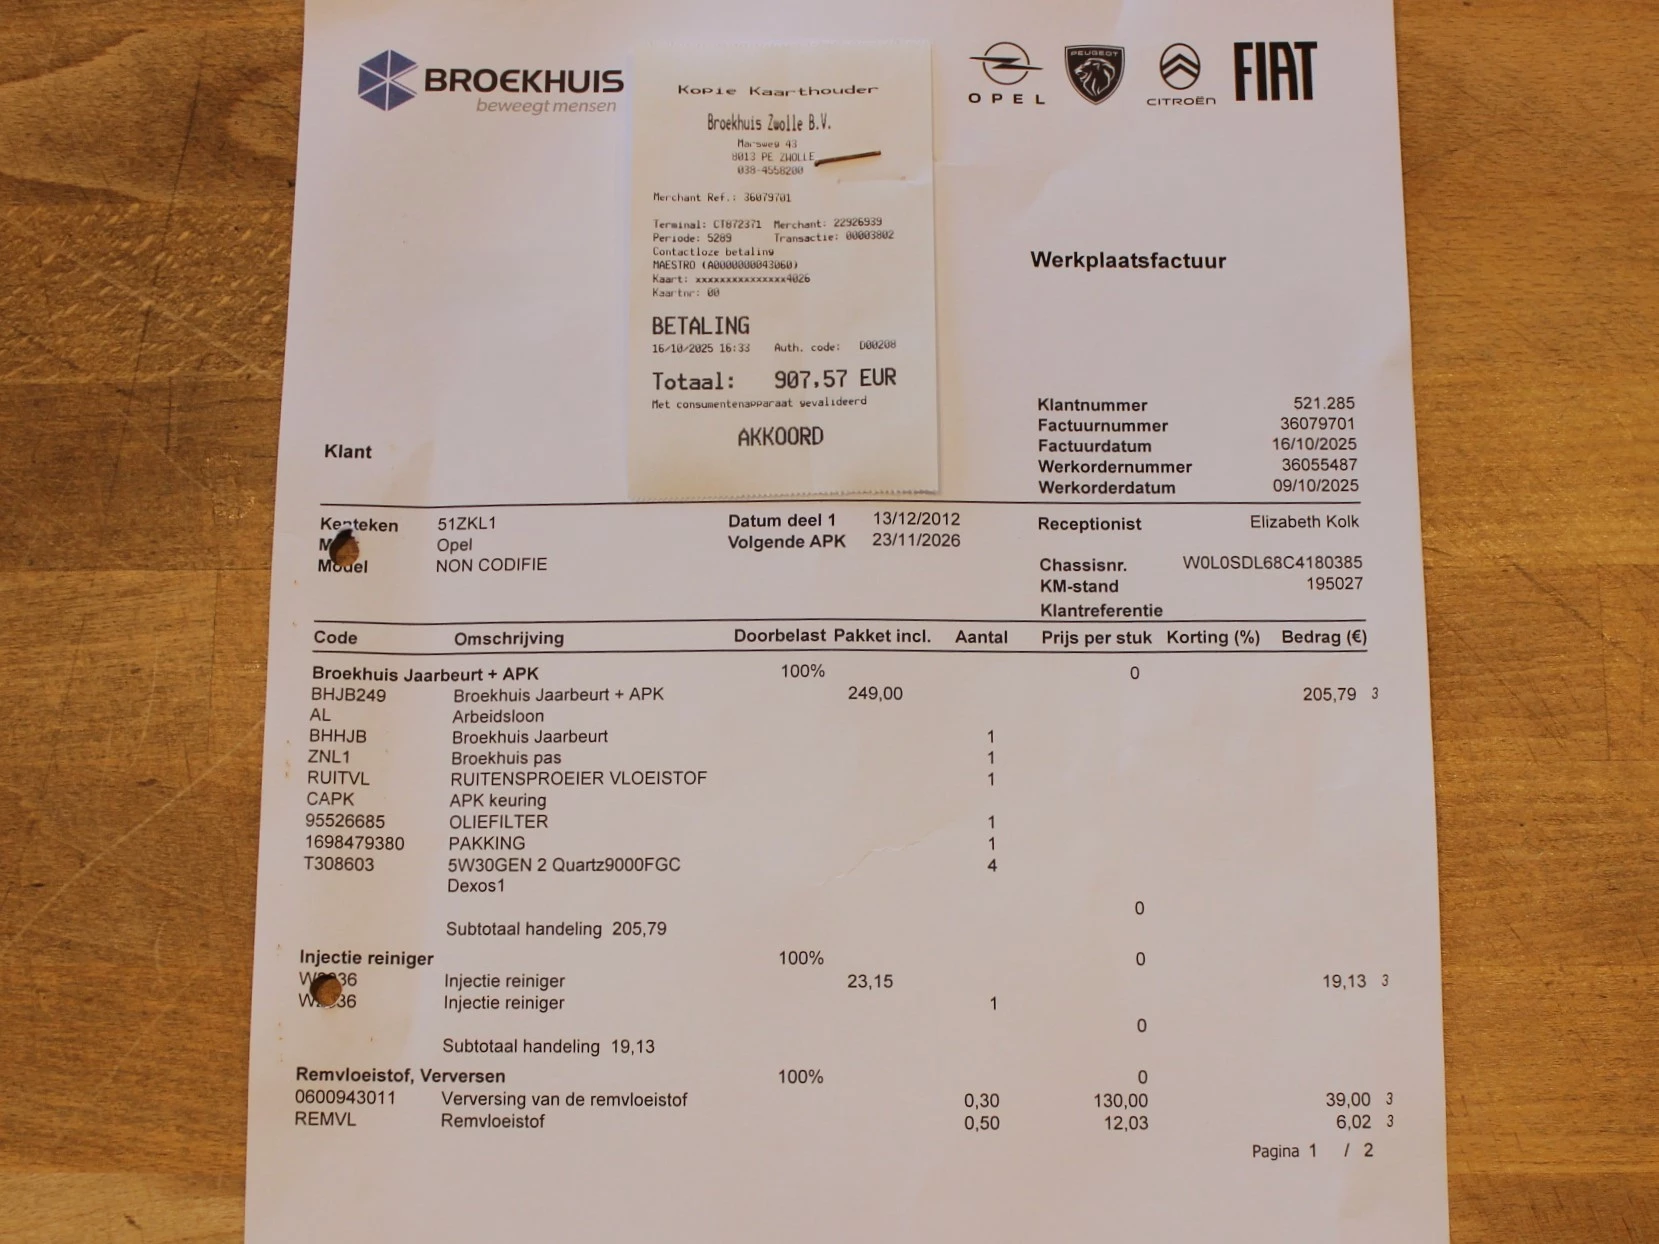 BROEKHUIS
beweegt mensen
OPEL
PEUGEOT
CITROËN
FIAT
Kopie Kaarthouder
Broekhuis Zwolle B.V.
Marsweg 43
8013 PE ZWOLLE
038-4558200
Merchant Ref.: 36079701
Terminal: CT872371 Merchant: 22926939
Periode: 5289 Transactie: 00003802
Contactloze betaling
MAESTRO (A0000000043060)
Kaart: xxxxxxxxxxxxxxx4026
Kaartnr: 00
BETALING
16/10/2025 16:33 Auth. code: D00208
Totaal: 907,57 EUR
Met consumentenapparaat gevalideerd
AKKOORD
Werkplaatsfactuur
Klantnummer 521.285
Factuurnummer 36079701
Factuurdatum 16/10/2025
Werkordernummer 36055487
Werkorderdatum 09/10/2025
Klant
Kenteken 51ZKL1 Datum deel 1 13/12/2012 Receptionist Elizabeth Kolk
Opel Volgende APK 23/11/2026
Model NON CODIFIE Chassisnr. W0L0SDL68C4180385
KM-stand 195027
Klantreferentie
Code Omschrijving Doorbelast Pakket incl. Aantal Prijs per stuk Korting (%) Bedrag (€)
Broekhuis Jaarbeurt + APK 100% 0
BHJB249 Broekhuis Jaarbeurt + APK 249,00 205,79 3
AL Arbeidsloon
BHHJB Broekhuis Jaarbeurt 1
ZNL1 Broekhuis pas 1
RUITVL RUITENSPROEIER VLOEISTOF 1
CAPK APK keuring
95526685 OLIEFILTER 1
1698479380 PAKKING 1
T308603 5W30GEN 2 Quartz9000FGC 4
Dexos1
0
Subtotaal handeling 205,79
Injectie reiniger 100% 0
Injectie reiniger 23,15 19,13 3
Injectie reiniger 1
0
Subtotaal handeling 19,13
Remvloeistof, Verversen 100% 0
0600943011 Verversing van de remvloeistof 0,30 130,00 39,00 3
REMVL Remvloeistof 0,50 12,03 6,02 3
Pagina 1 / 2